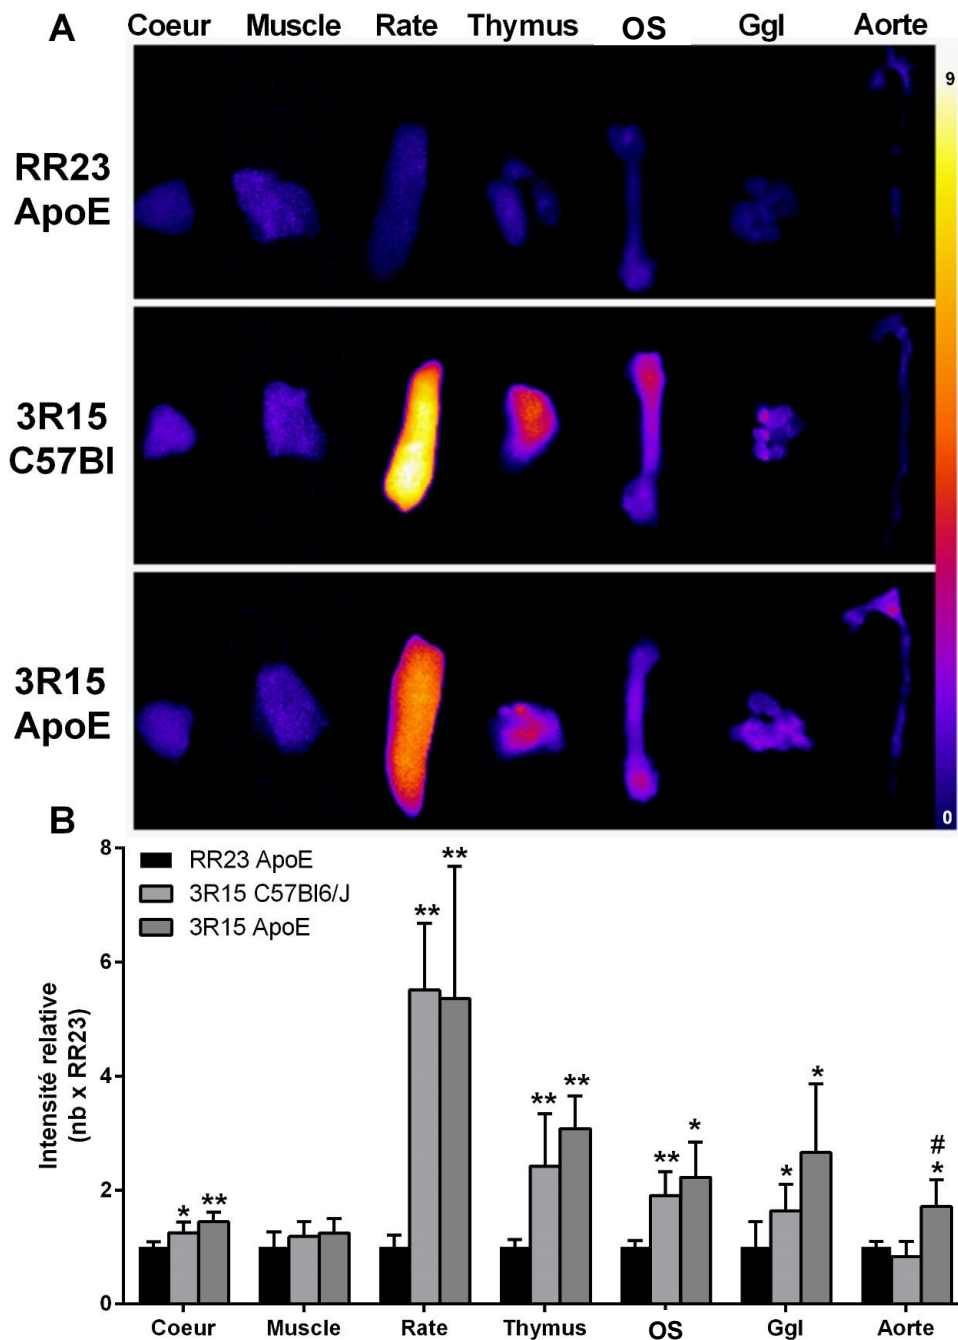 A
Coeur Muscle Rate Thymus OS Ggl Aorte
RR23
ApoE
3R15
C57Bl
3R15
ApoE
9
0
B
Intensité relative
(nb x RR23)
8
6
4
2
0
RR23 ApoE
3R15 C57Bl6/J
3R15 ApoE
* **
** **
** **
** *
* *
#
*
Coeur Muscle Rate Thymus OS Ggl Aorte